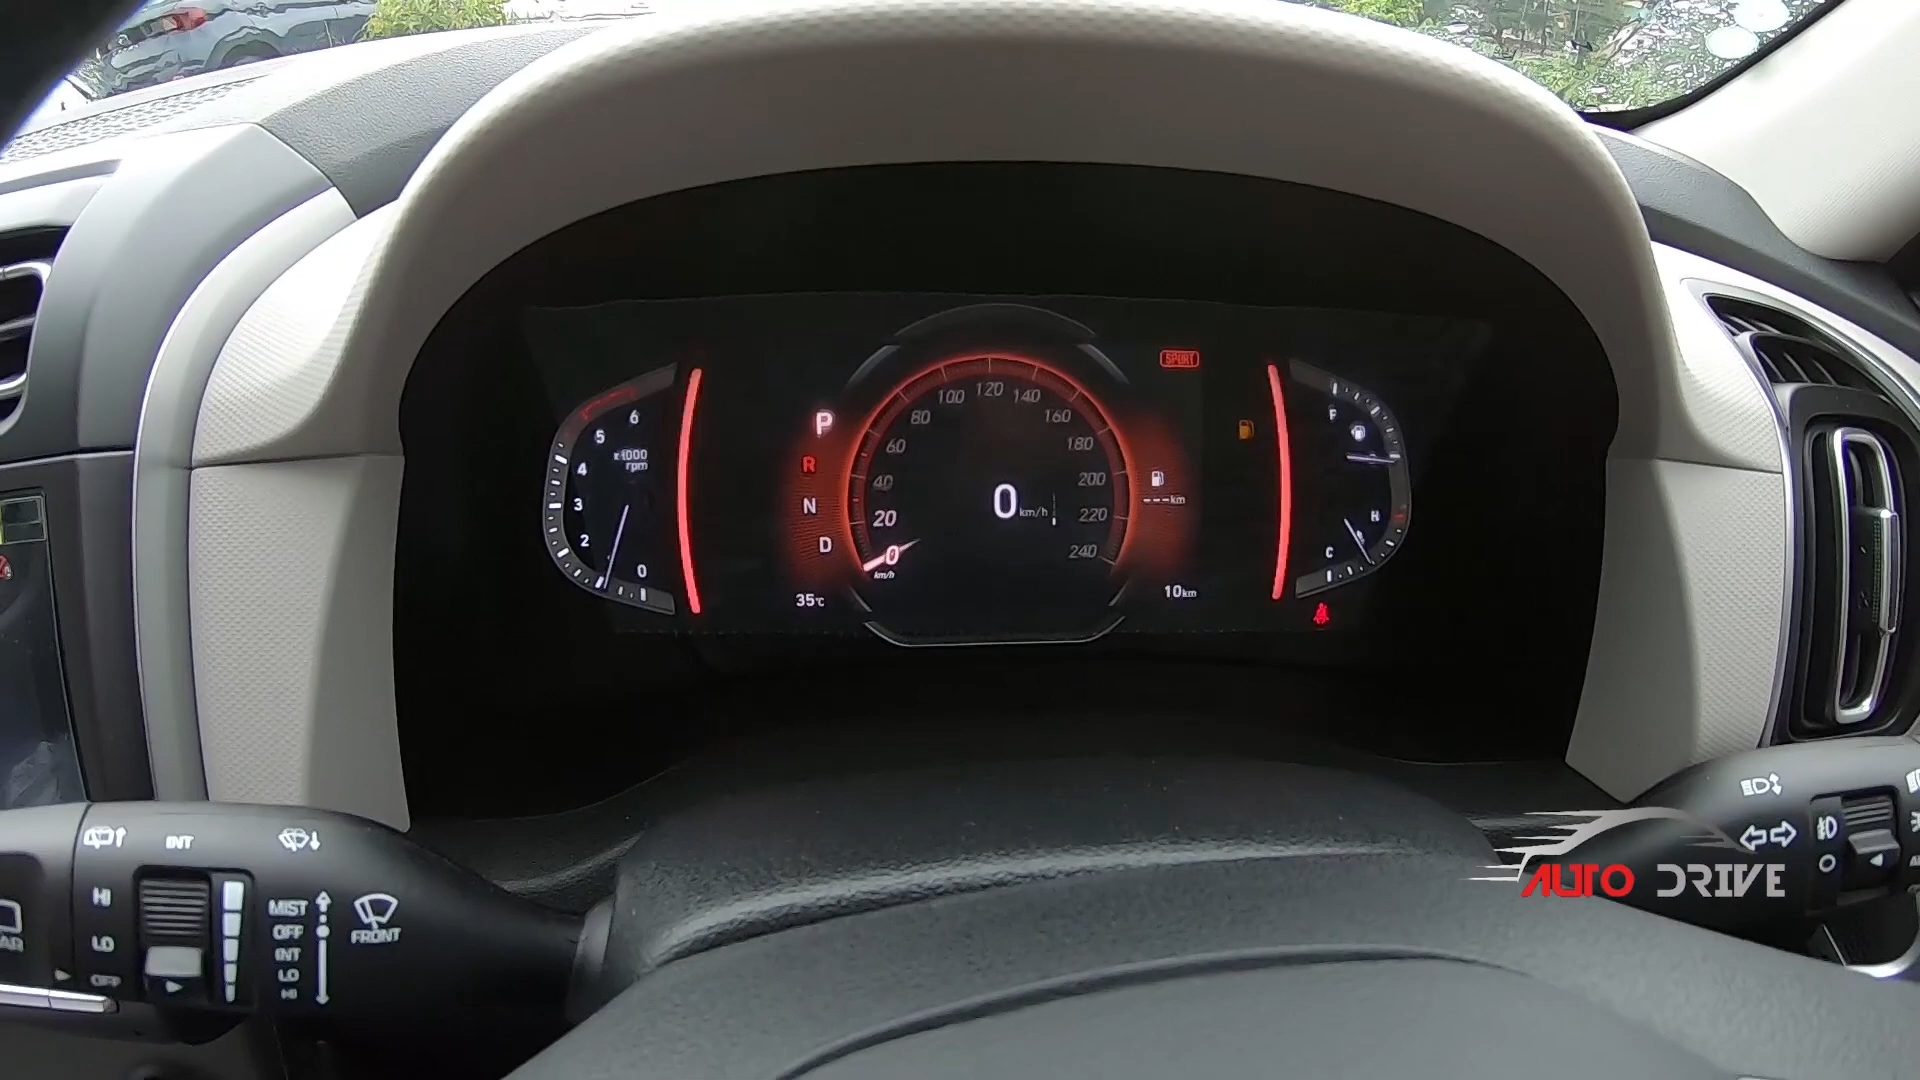 SPORT
6
5
4
3
2
0
x1000
rpm
P
R
N
D
35°C
0
20
40
60
80
100
120
140
160
180
200
220
240
km/h
0 km/h
--- km
10 km
F
H
C
INT
HI
LO
OFF
MIST
OFF
INT
LO
HI
FRONT
AUTO DRIVE